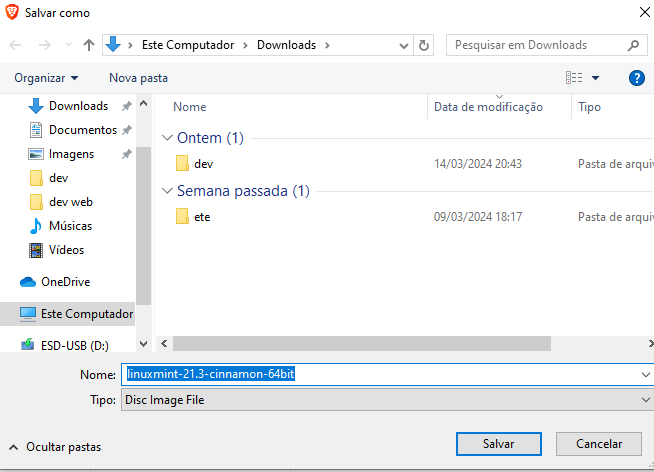 Salvar como
Este Computador > Downloads >
Pesquisar em Downloads
Organizar
Nova pasta
?
Downloads
Documentos
Imagens
dev
dev web
Músicas
Vídeos
OneDrive
Este Computador
ESD-USB (D:)
Nome Data de modificação Tipo
Ontem (1)
dev 14/03/2024 20:43 Pasta de arqui
Semana passada (1)
ete 09/03/2024 18:17 Pasta de arqui
Nome: linuxmint-21.3-cinnamon-64bit
Tipo: Disc Image File
Ocultar pastas
Salvar
Cancelar